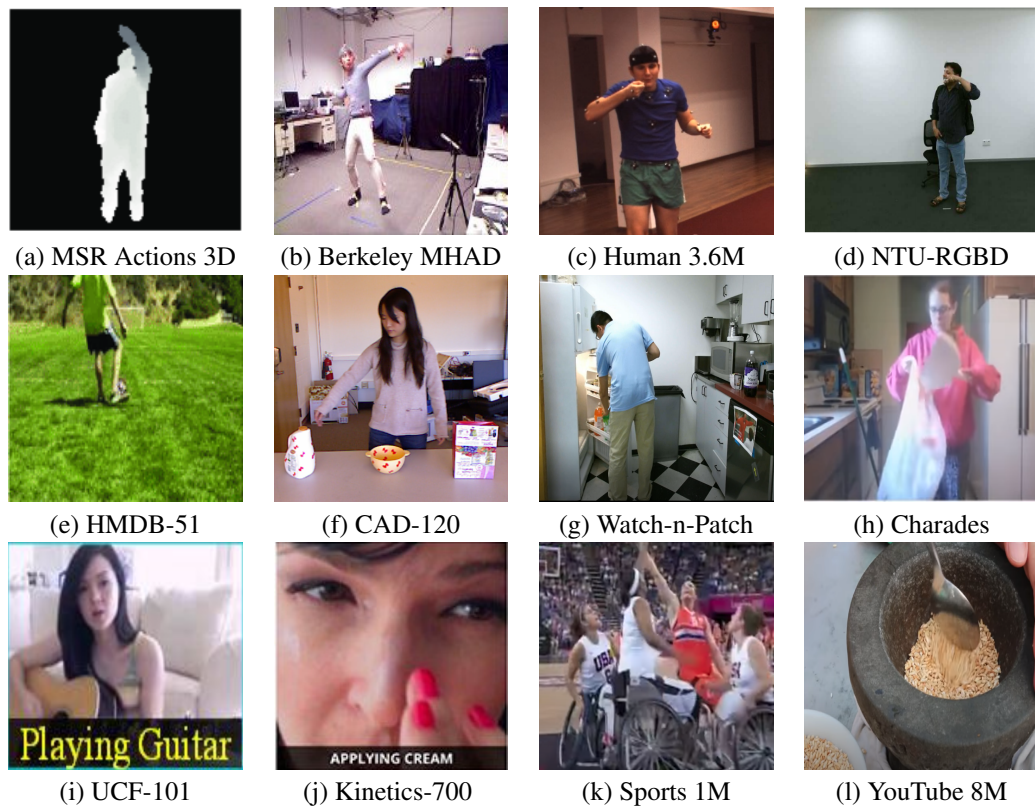 (a) MSR Actions 3D
(b) Berkeley MHAD
(c) Human 3.6M
(d) NTU-RGBD
(e) HMDB-51
(f) CAD-120
(g) Watch-n-Patch
(h) Charades
Playing Guitar
APPLYING CREAM
USA
(i) UCF-101
(j) Kinetics-700
(k) Sports 1M
(l) YouTube 8M